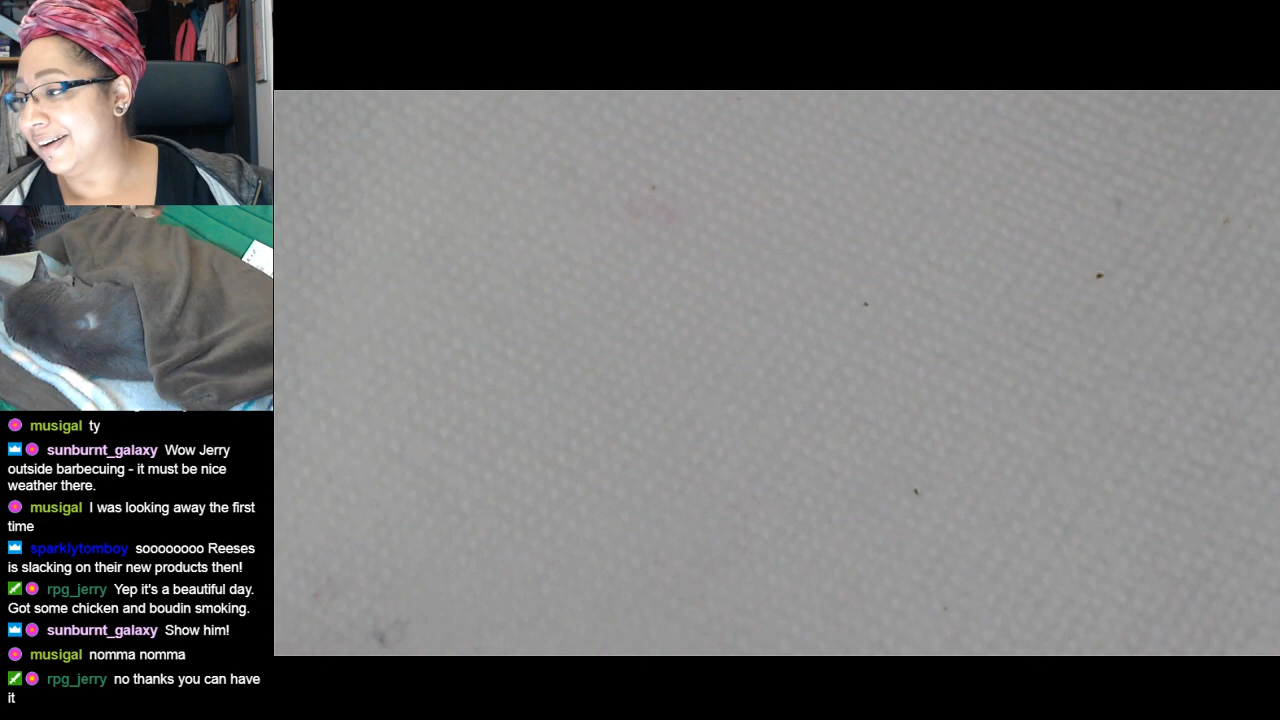 musigal ty
sunburnt_galaxy Wow Jerry
outside barbecuing - it must be nice
weather there.
musigal I was looking away the first
time
sparklytomboy soooooooo Reeses
is slacking on their new products then!
rpg_jerry Yep it's a beautiful day.
Got some chicken and boudin smoking.
sunburnt_galaxy Show him!
musigal nomma nomma
rpg_jerry no thanks you can have
it